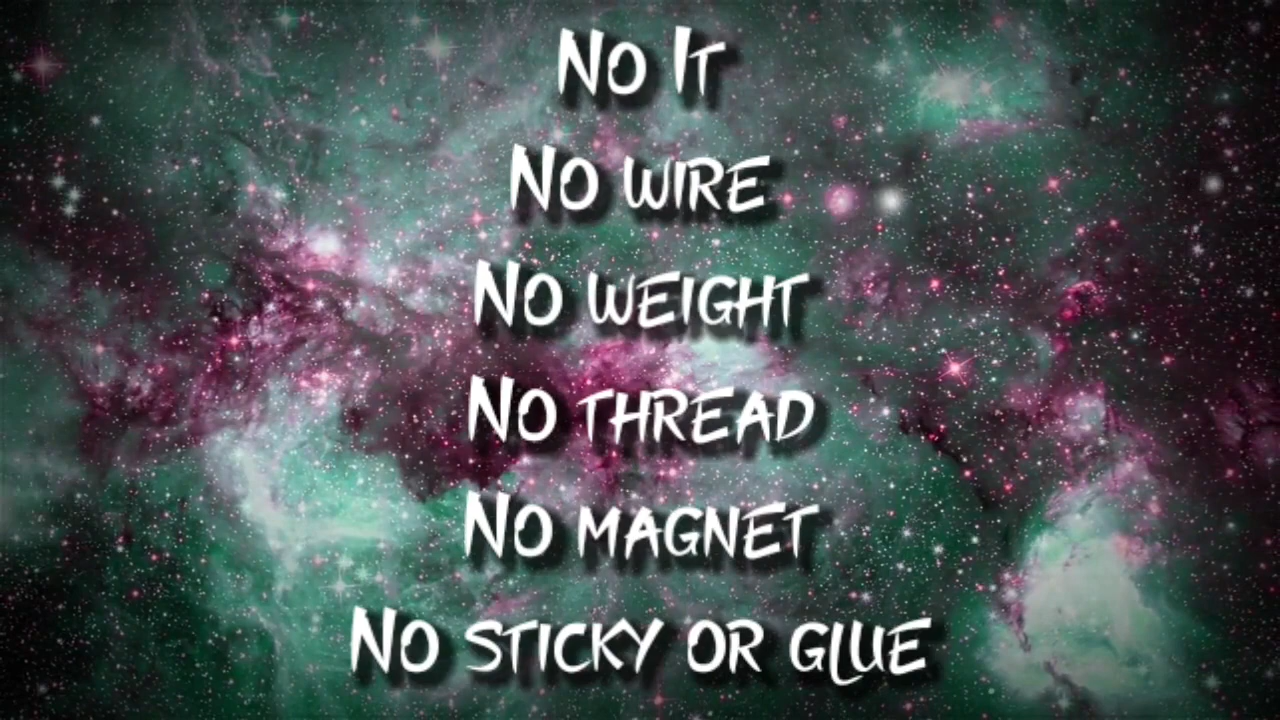 No It
No wire
No weight
No thread
No magnet
No sticky or glue